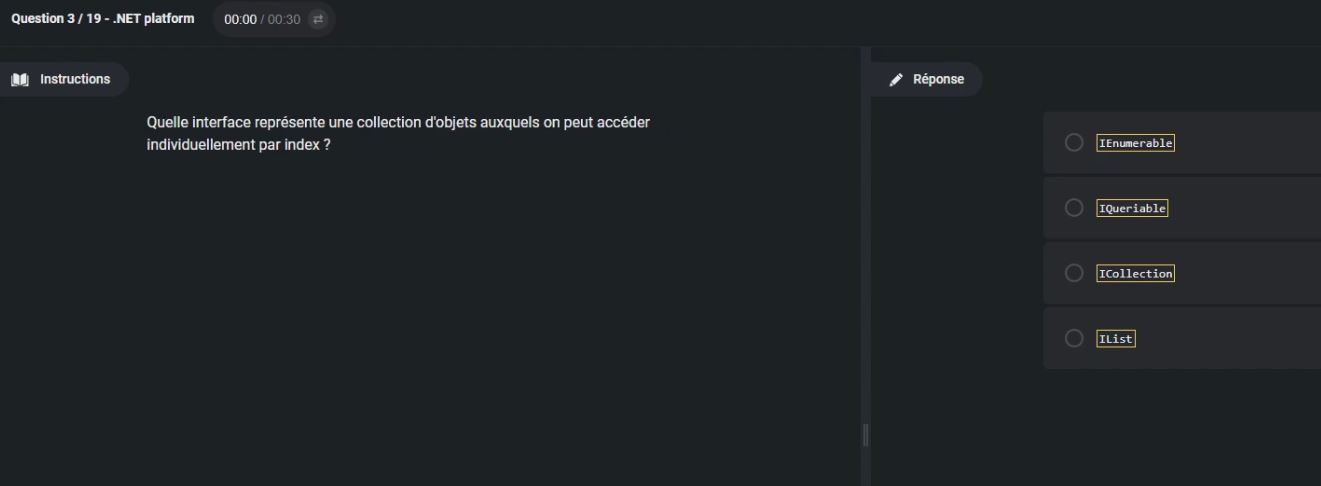 Question 3 / 19 - .NET platform
00:00 / 00:30
Instructions
Réponse
Quelle interface représente une collection d'objets auxquels on peut accéder
individuellement par index ?
IEnumerable
IQueriable
ICollection
IList